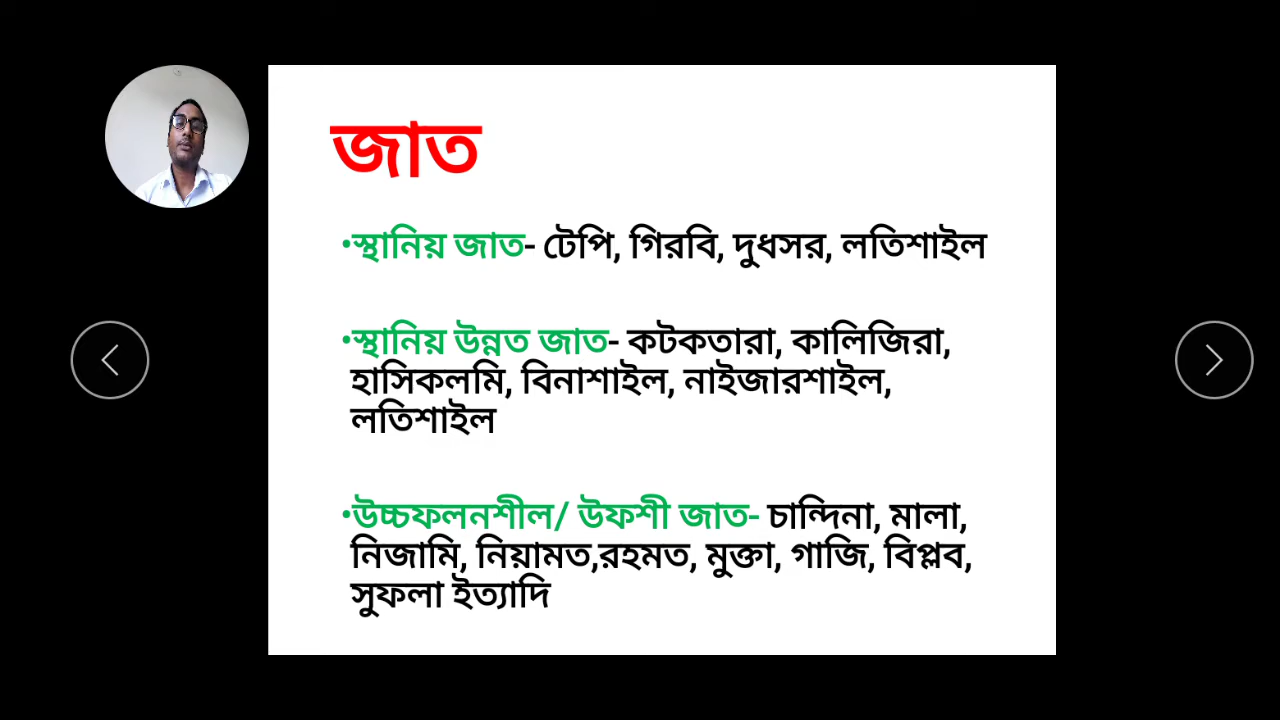 জাত
•স্থানিয় জাত- টেপি, গিরবি, দুধসর, লতিশাইল
•স্থানিয় উন্নত জাত- কটকতারা, কালিজিরা,
হাসিকলমি, বিনাশাইল, নাইজারশাইল,
লতিশাইল
•উচ্চফলনশীল/ উফশী জাত- চান্দিনা, মালা,
নিজামি, নিয়ামত,রহমত, মুক্তা, গাজি, বিপ্লব,
সুফলা ইত্যাদি